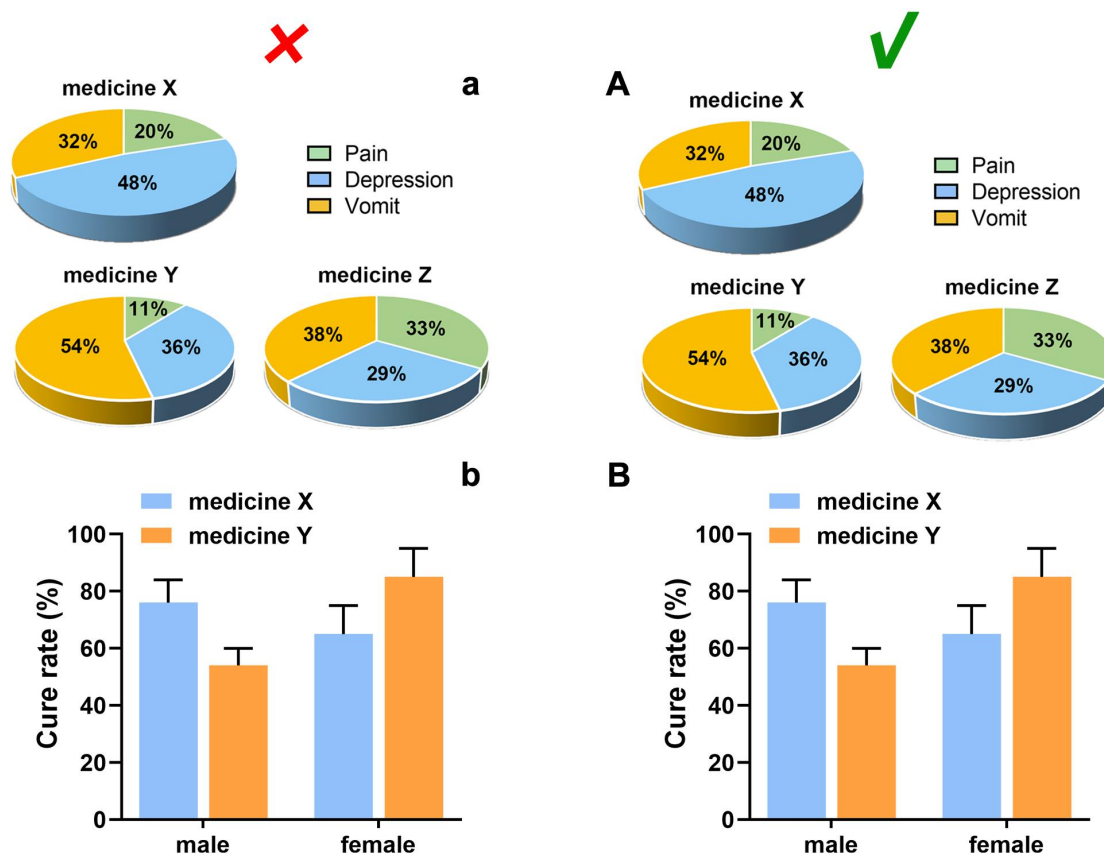 a
medicine X
32%
20%
48%
Pain
Depression
Vomit
medicine Y
11%
54%
36%
medicine Z
38%
33%
29%
b
medicine X
medicine Y
Cure rate (%)
100
80
60
40
20
0
male
female
A
medicine X
32%
20%
48%
Pain
Depression
Vomit
medicine Y
11%
54%
36%
medicine Z
38%
33%
29%
B
medicine X
medicine Y
Cure rate (%)
100
80
60
40
20
0
male
female